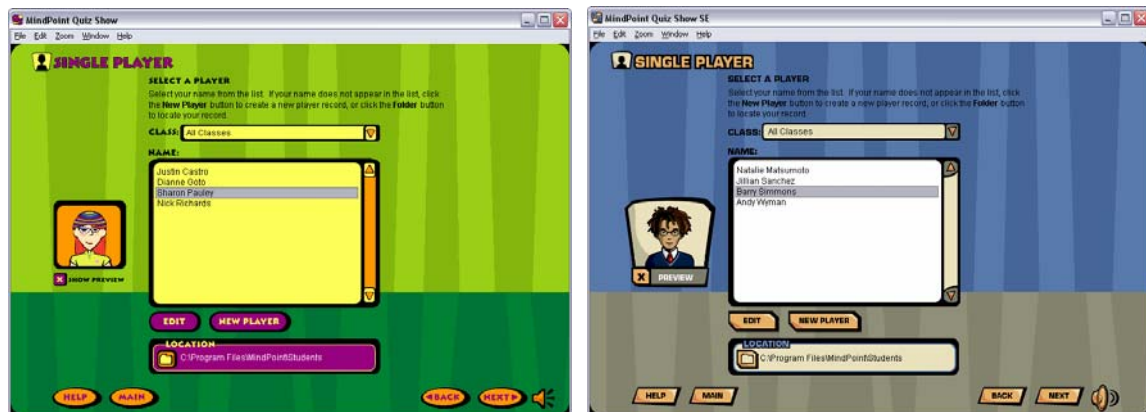 MindPoint Quiz Show
File Edit Zoom Window Help
SINGLE PLAYER
SELECT A PLAYER
Select your name from the list. If your name does not appear in the list, click
the New Player button to create a new player record, or click the Folder button
to locate your record.
CLASS: All Classes
NAME:
Justin Castro
Dianne Goto
Sharon Pauley
Nick Richards
X SHOW PREVIEW
EDIT NEW PLAYER
LOCATION
C:\Program Files\MindPoint\Students
HELP MAIN BACK NEXT
MindPoint Quiz Show SE
File Edit Zoom Window Help
SINGLE PLAYER
SELECT A PLAYER
Select your name from the list. If your name does not appear in the list, click
the New Player button to create a new player record, or click the Folder button
to locate your record.
CLASS: All Classes
NAME:
Natalie Matsumoto
Jillian Sanchez
Barry Simmons
Andy Wyman
X PREVIEW
EDIT NEW PLAYER
LOCATION
C:\Program Files\MindPoint\Students
HELP MAIN BACK NEXT